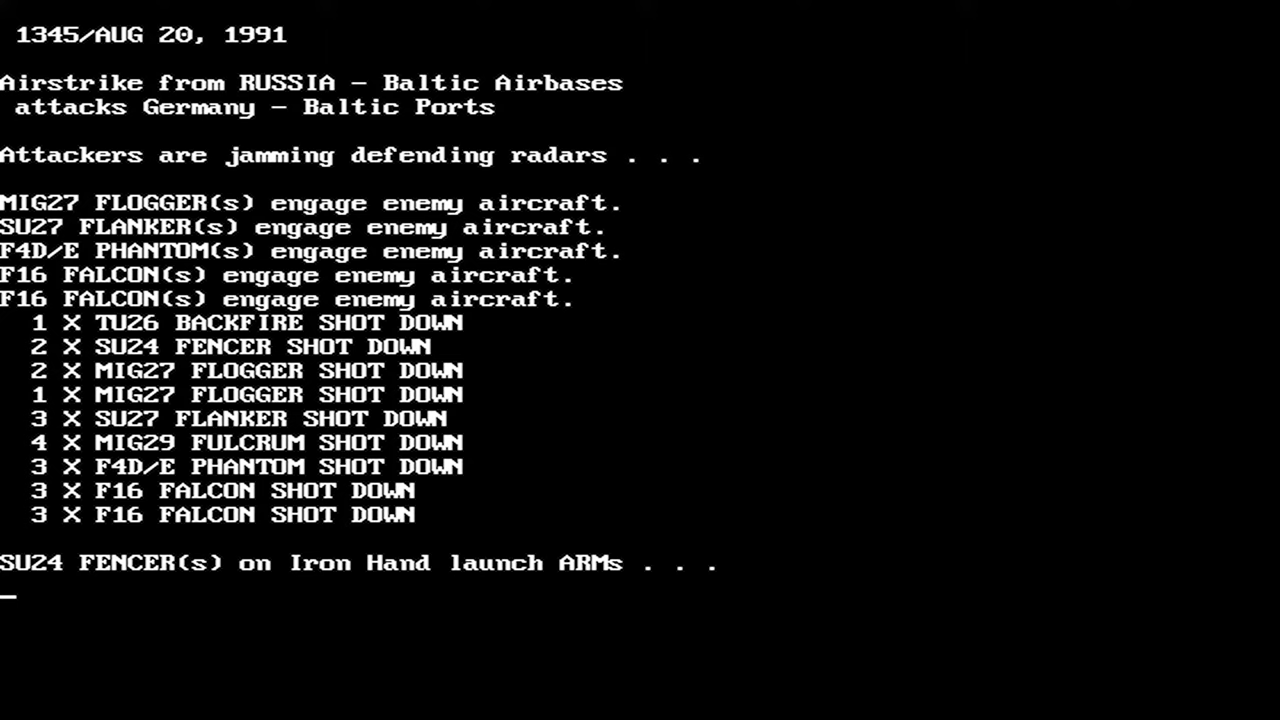 1345/AUG 20, 1991
Airstrike from RUSSIA - Baltic Airbases
attacks Germany - Baltic Ports
Attackers are jamming defending radars . . .
MIG27 FLOGGER(s) engage enemy aircraft.
SU27 FLANKER(s) engage enemy aircraft.
F4D/E PHANTOM(s) engage enemy aircraft.
F16 FALCON(s) engage enemy aircraft.
F16 FALCON(s) engage enemy aircraft.
1 X TU26 BACKFIRE SHOT DOWN
2 X SU24 FENCER SHOT DOWN
2 X MIG27 FLOGGER SHOT DOWN
1 X MIG27 FLOGGER SHOT DOWN
3 X SU27 FLANKER SHOT DOWN
4 X MIG29 FULCRUM SHOT DOWN
3 X F4D/E PHANTOM SHOT DOWN
3 X F16 FALCON SHOT DOWN
3 X F16 FALCON SHOT DOWN
SU24 FENCER(s) on Iron Hand launch ARMs . . .